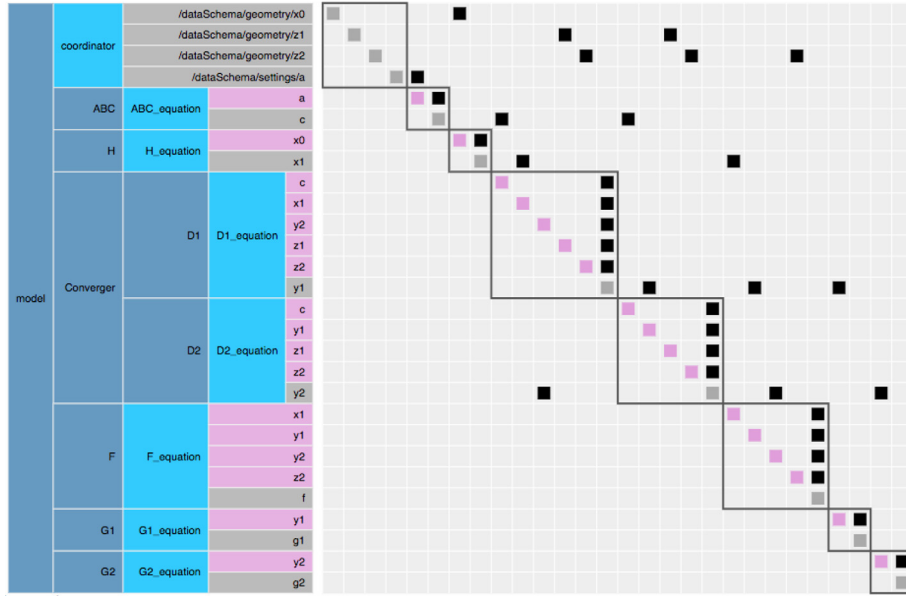 /dataSchema/geometry/x0
coordinator
/dataSchema/geometry/z1
/dataSchema/geometry/z2
/dataSchema/settings/a
ABC ABC_equation a
c
H H_equation x0
x1
c
x1
D1 D1_equation y2
z1
z2
model Converger y1
c
y1
D2 D2_equation z1
z2
y2
x1
y1
F F_equation y2
z2
f
G1 G1_equation y1
g1
G2 G2_equation y2
g2